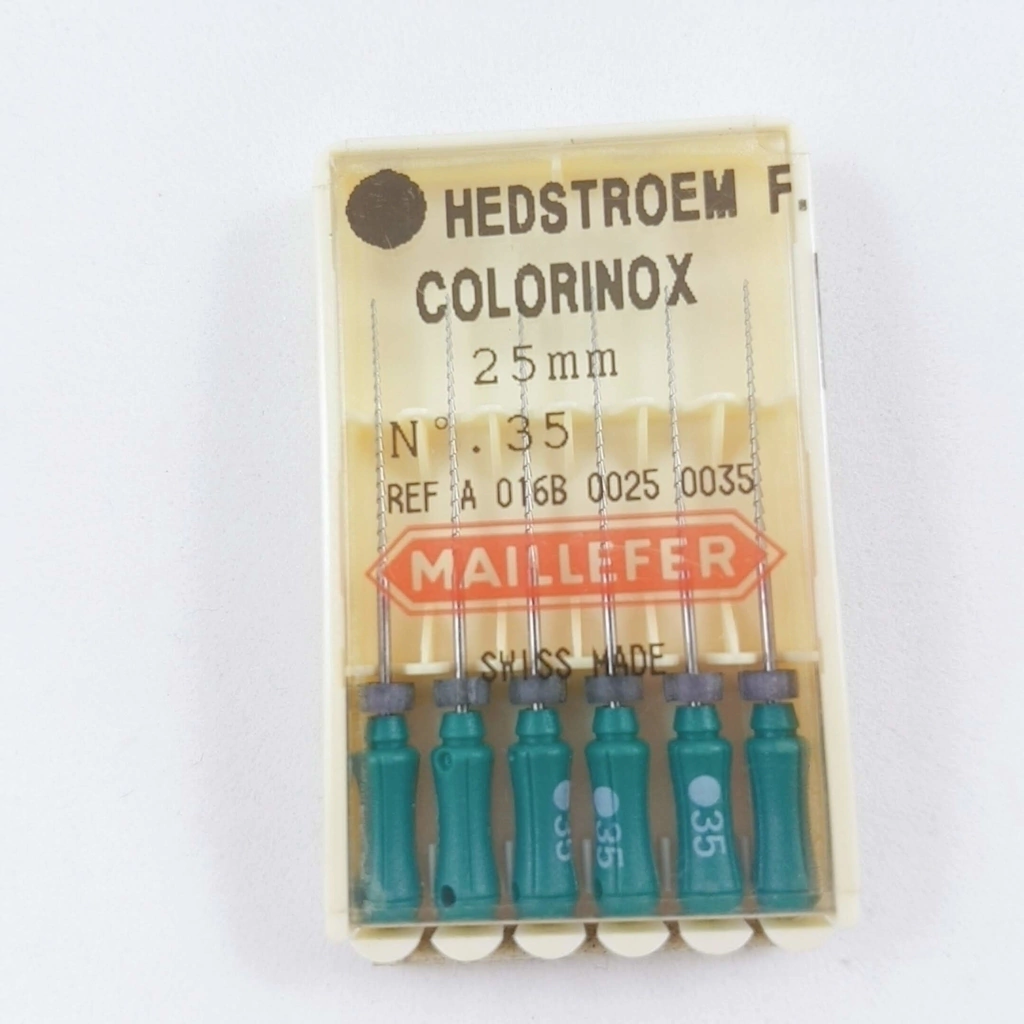 HEDSTROEM F.
COLORINOX
25mm
N°.35
REF A 016B 0025 0035
MAILLEFER
SWISS MADE
35
35
35